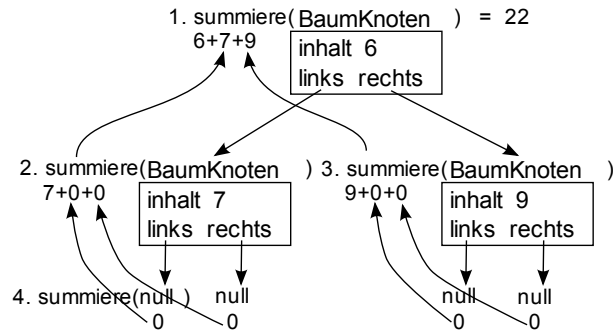 1. summiere(BaumKnoten ) = 22
6+7+9
inhalt 6
links rechts
2. summiere(BaumKnoten ) 3. summiere(BaumKnoten )
7+0+0 9+0+0
inhalt 7 inhalt 9
links rechts links rechts
4. summiere(null ) null null null
0 0 0 0